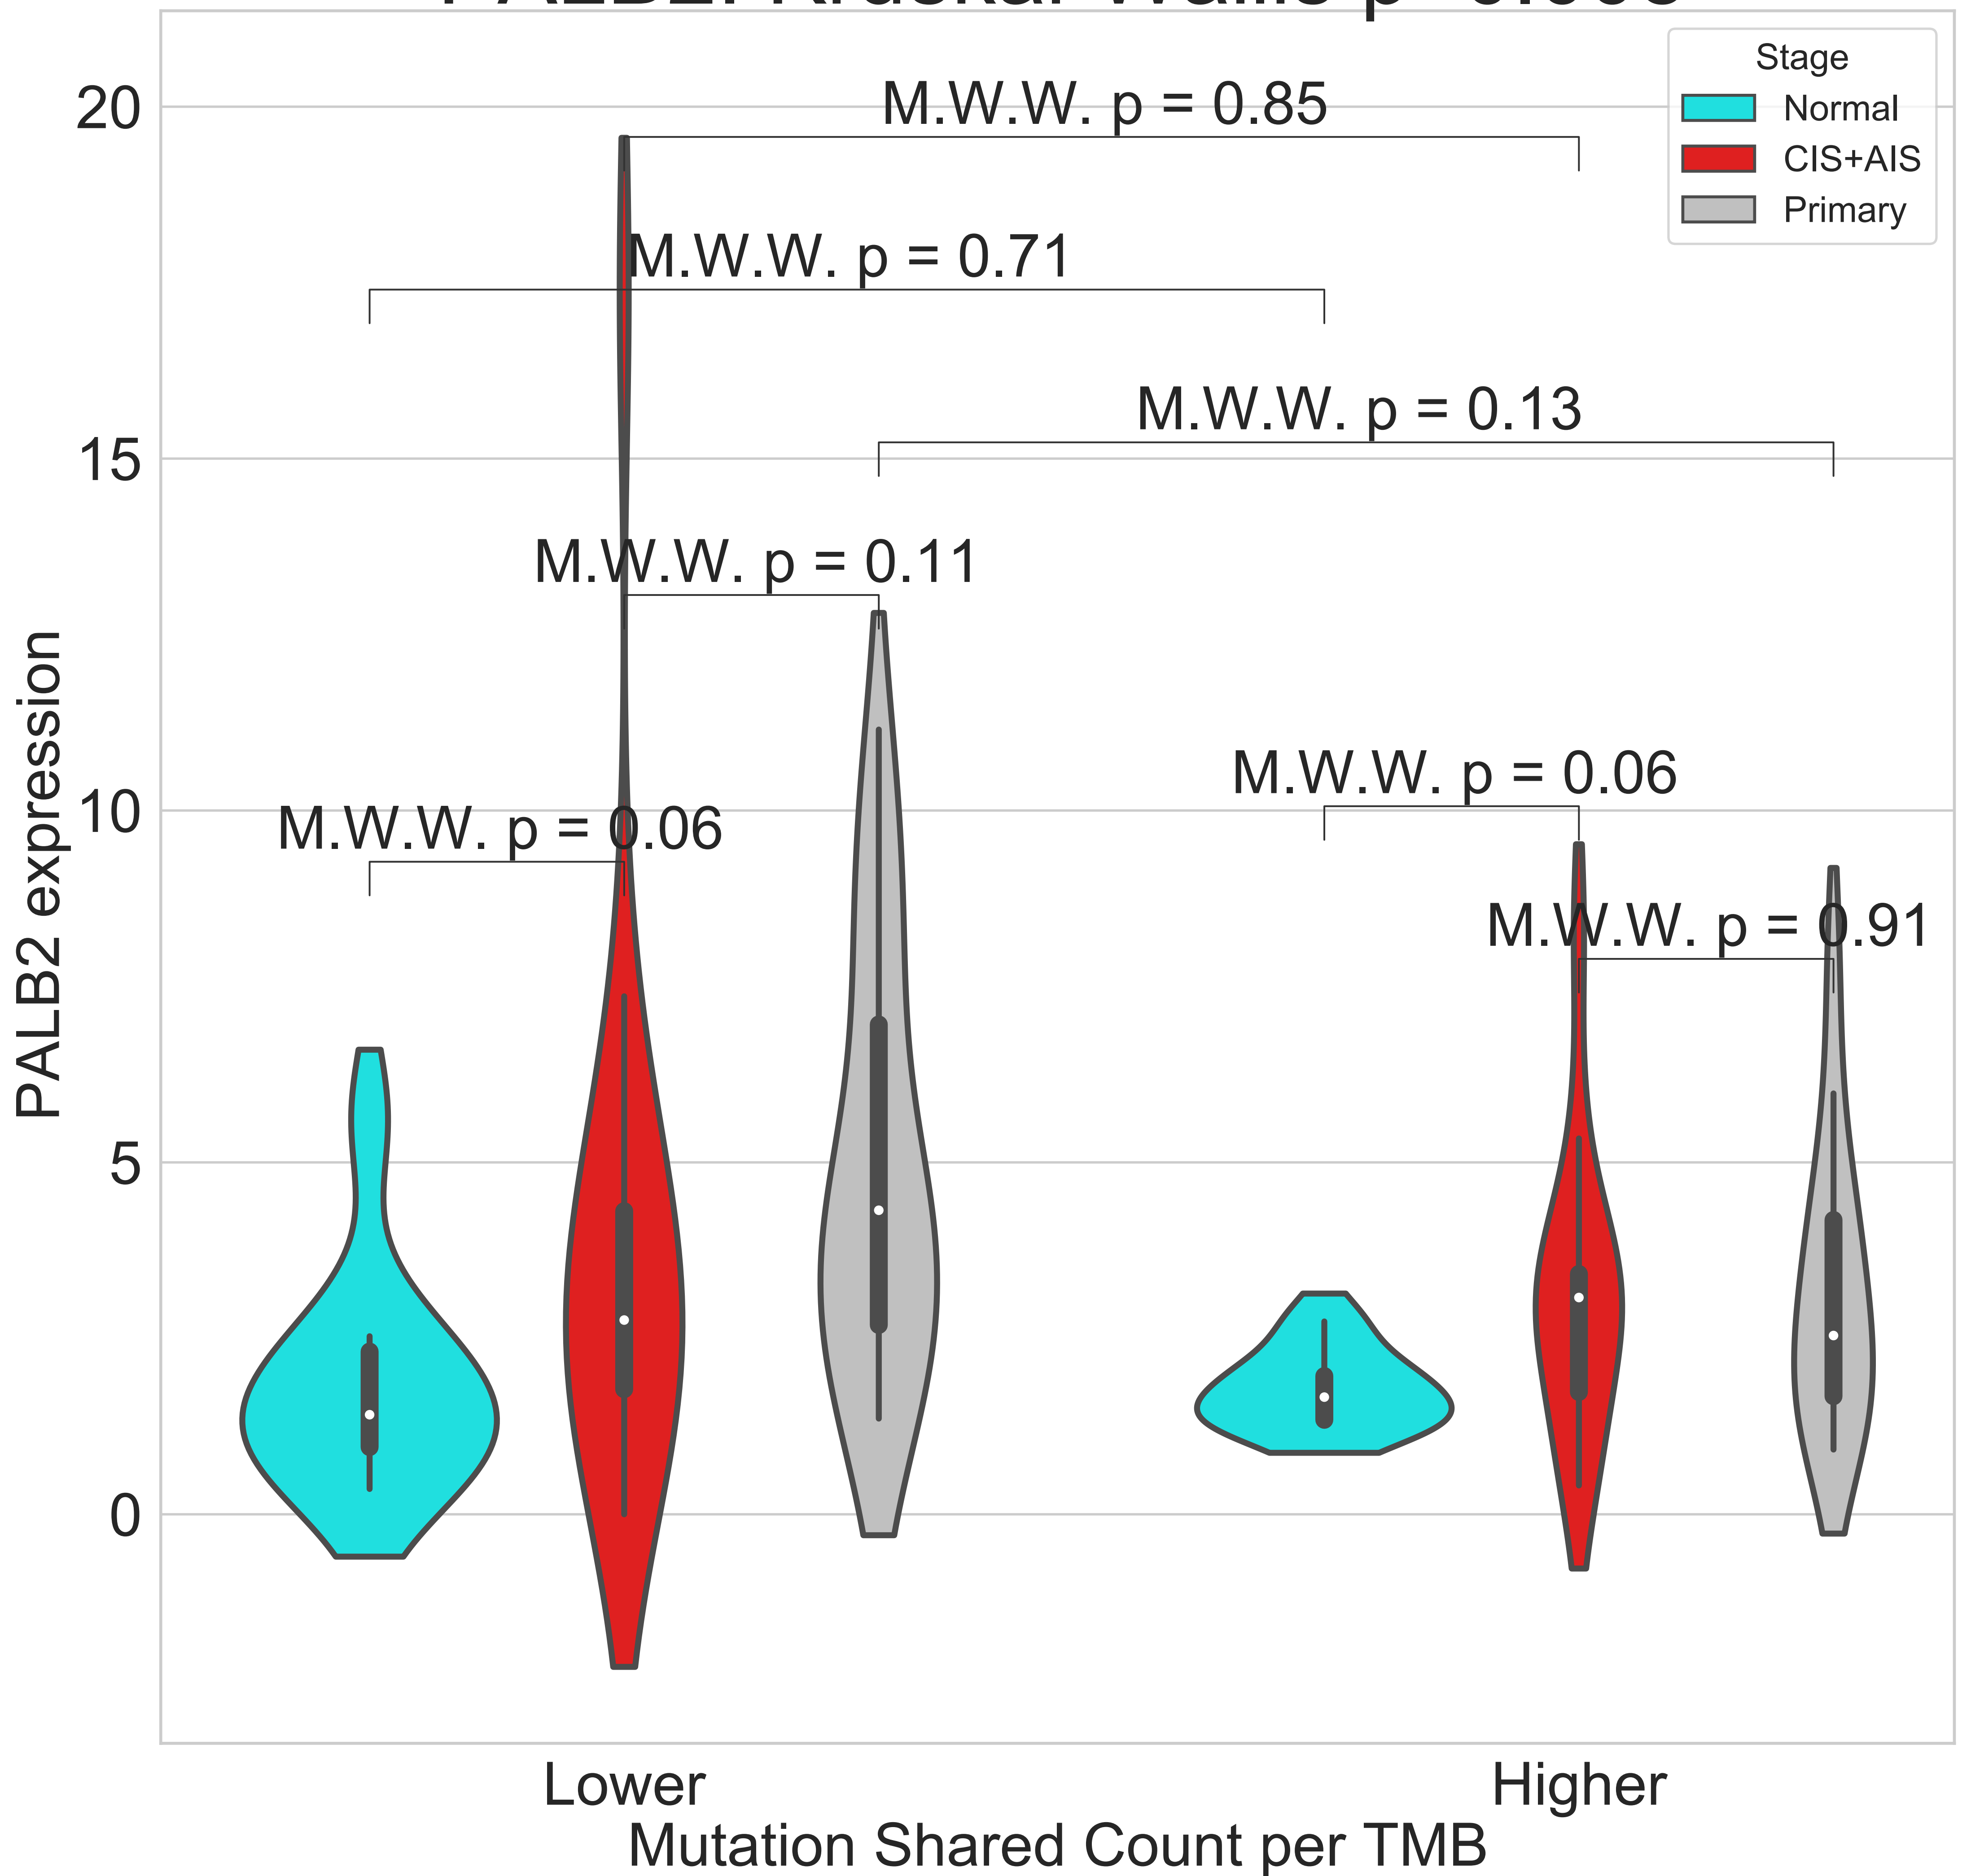 Stage
Normal
CIS+AIS
Primary
20
M.W.W. p = 0.85
M.W.W. p = 0.71
M.W.W. p = 0.13
15
M.W.W. p = 0.11
M.W.W. p = 0.06
10
M.W.W. p = 0.06
M.W.W. p = 0.91
5
0
PALB2 expression
Lower
Higher
Mutation Shared Count per TMB